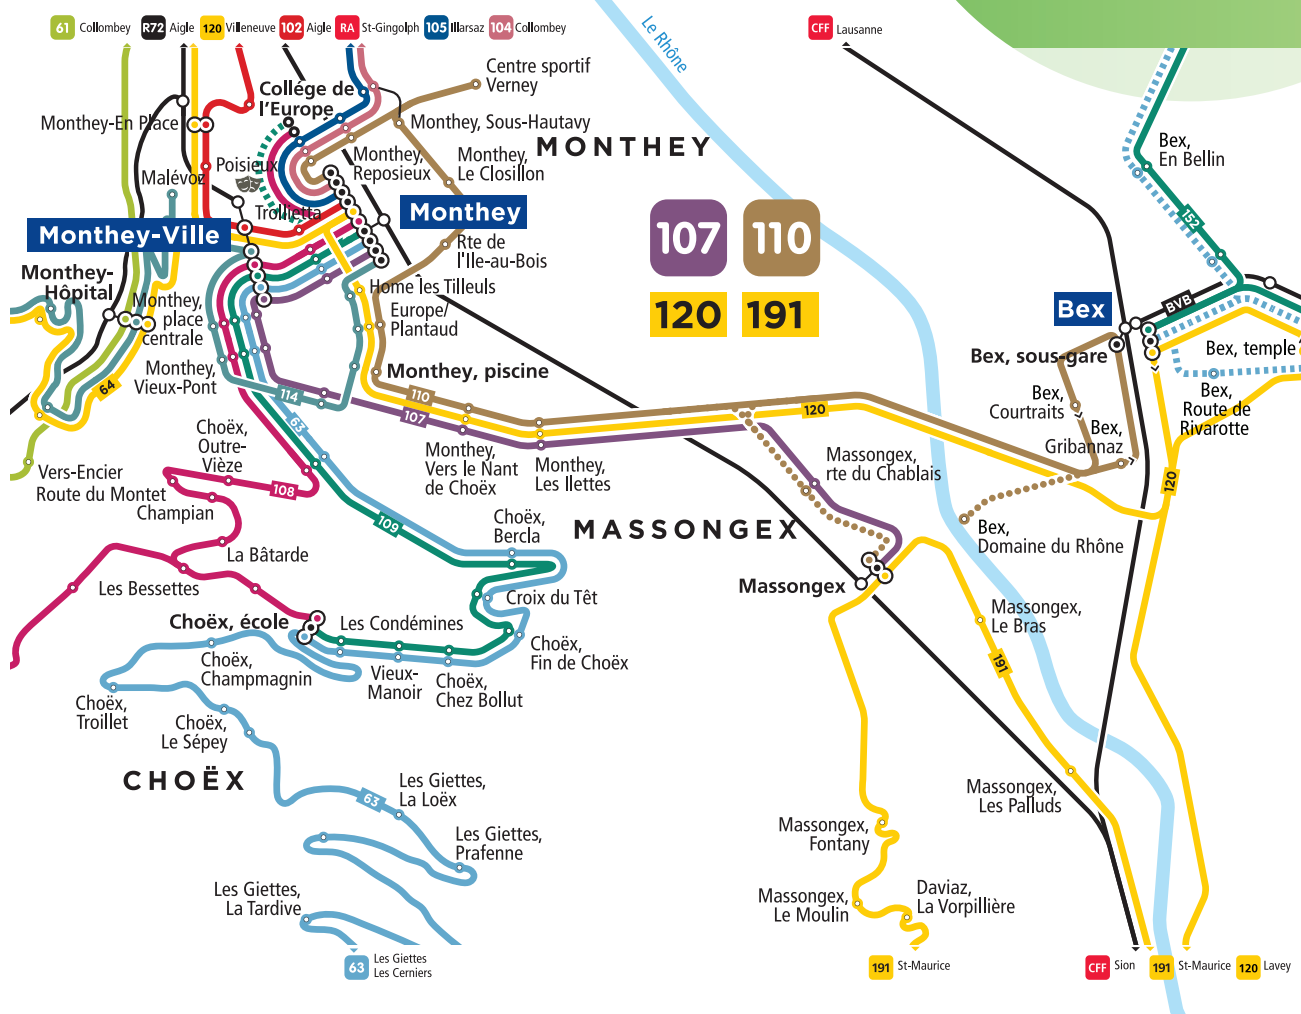 61 Collombey R72 Aigle 120 Villeneuve 102 Aigle RA St-Gingolph 105 Illarsaz 104 Collombey
CFF Lausanne
Le Rhône
Centre sportif
Verney
Collége de
l'Europe
Monthey-En Place
Monthey, Sous-Hautavy
MONTHEY
Bex,
En Bellin
Poisieux
Monthey,
Reposieux
Monthey,
Le Closillon
Malévoz
Trollietta
Monthey
152
Monthey-Ville
107
110
Rte de
l'Ile-au-Bois
Monthey-
Hôpital
Home les Tilleuls
Monthey,
place
centrale
Europe/
Plantaud
120
191
Bex
BVB
Bex, sous-gare
Bex, temple
Monthey,
Vieux-Pont
Monthey, piscine
64
114
110
107
120
Bex,
Courtraits
Bex,
Route de
Rivarotte
63
Choëx,
Outre-
Vièze
Bex,
Gribannaz
Monthey,
Vers le Nant
de Choëx
Monthey,
Les Ilettes
Massongex,
rte du Chablais
Vers-Encier
Route du Montet
108
120
Champian
109
Choëx,
Bercla
MASSONGEX
Bex,
Domaine du Rhône
La Bâtarde
Les Bessettes
Massongex
Croix du Têt
Massongex,
Le Bras
Choëx, école
Les Condémines
Choëx,
Fin de Choëx
191
Choëx,
Champmagnin
Vieux-
Manoir
Choëx,
Chez Bollut
Choëx,
Troillet
Choëx,
Le Sépey
CHOËX
Les Giettes,
La Loëx
63
Massongex,
Les Palluds
Massongex,
Fontany
Les Giettes,
Prafenne
Les Giettes,
La Tardive
Massongex,
Le Moulin
Daviaz,
La Vorpillière
63 Les Giettes
Les Cerniers
191 St-Maurice
CFF Sion
191 St-Maurice
120 Lavey